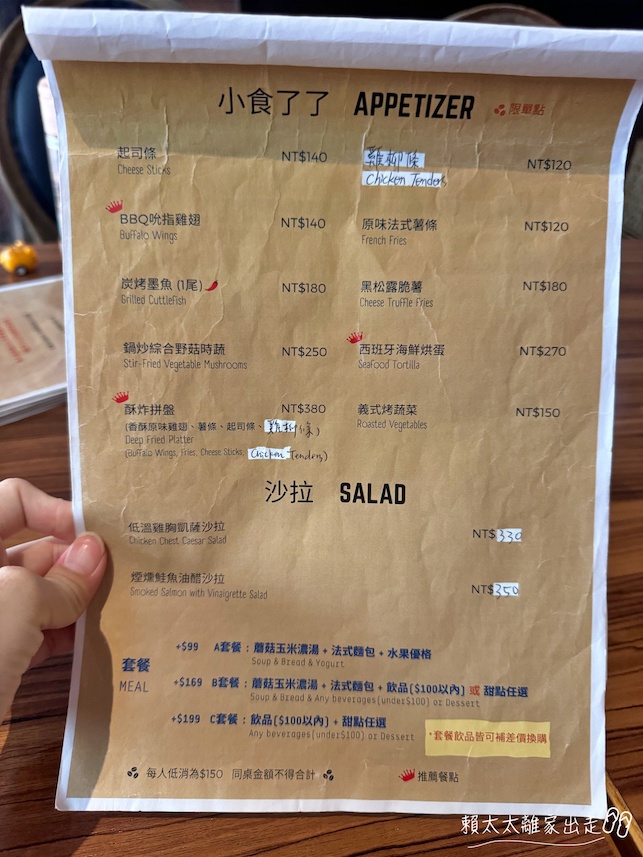 小食了了 APPETIZER 限單點
起司條 NT$140
Cheese Sticks
雞柳條 NT$120
Chicken Tenders
BBQ吮指雞翅 NT$140
Buffalo Wings
原味法式薯條 NT$120
French Fries
炭烤墨魚 (1尾) NT$180
Grilled Cuttlefish
黑松露脆薯 NT$180
Cheese Truffle Fries
鍋炒綜合野菇時蔬 NT$250
Stir-Fried Vegetable Mushrooms
西班牙海鮮烘蛋 NT$270
Seafood Tortilla
酥炸拼盤 NT$380
(香酥原味雞翅、薯條、起司條、雞柳條)
Deep Fried Platter
(Buffalo Wings, Fries, Cheese Sticks, Chicken Tenders)
義式烤蔬菜 NT$150
Roasted Vegetables
沙拉 SALAD
低溫雞胸凱薩沙拉 NT$330
Chicken Chest Caesar Salad
煙燻鮭魚油醋沙拉 NT$350
Smoked Salmon with Vinaigrette Salad
套餐
MEAL
+$99 A套餐：蘑菇玉米濃湯 + 法式麵包 + 水果優格
Soup & Bread & Yogurt
+$169 B套餐：蘑菇玉米濃湯 + 法式麵包 + 飲品($100以內) 或 甜點任選
Soup & Bread & Any beverages(under$100) or Dessert
+$199 C套餐：飲品($100以內) + 甜點任選
Any beverages(under$100) or Dessert
*套餐飲品皆可補差價換購
每人低消為$150 同桌金額不得合計
推薦餐點
賴太太離家出走